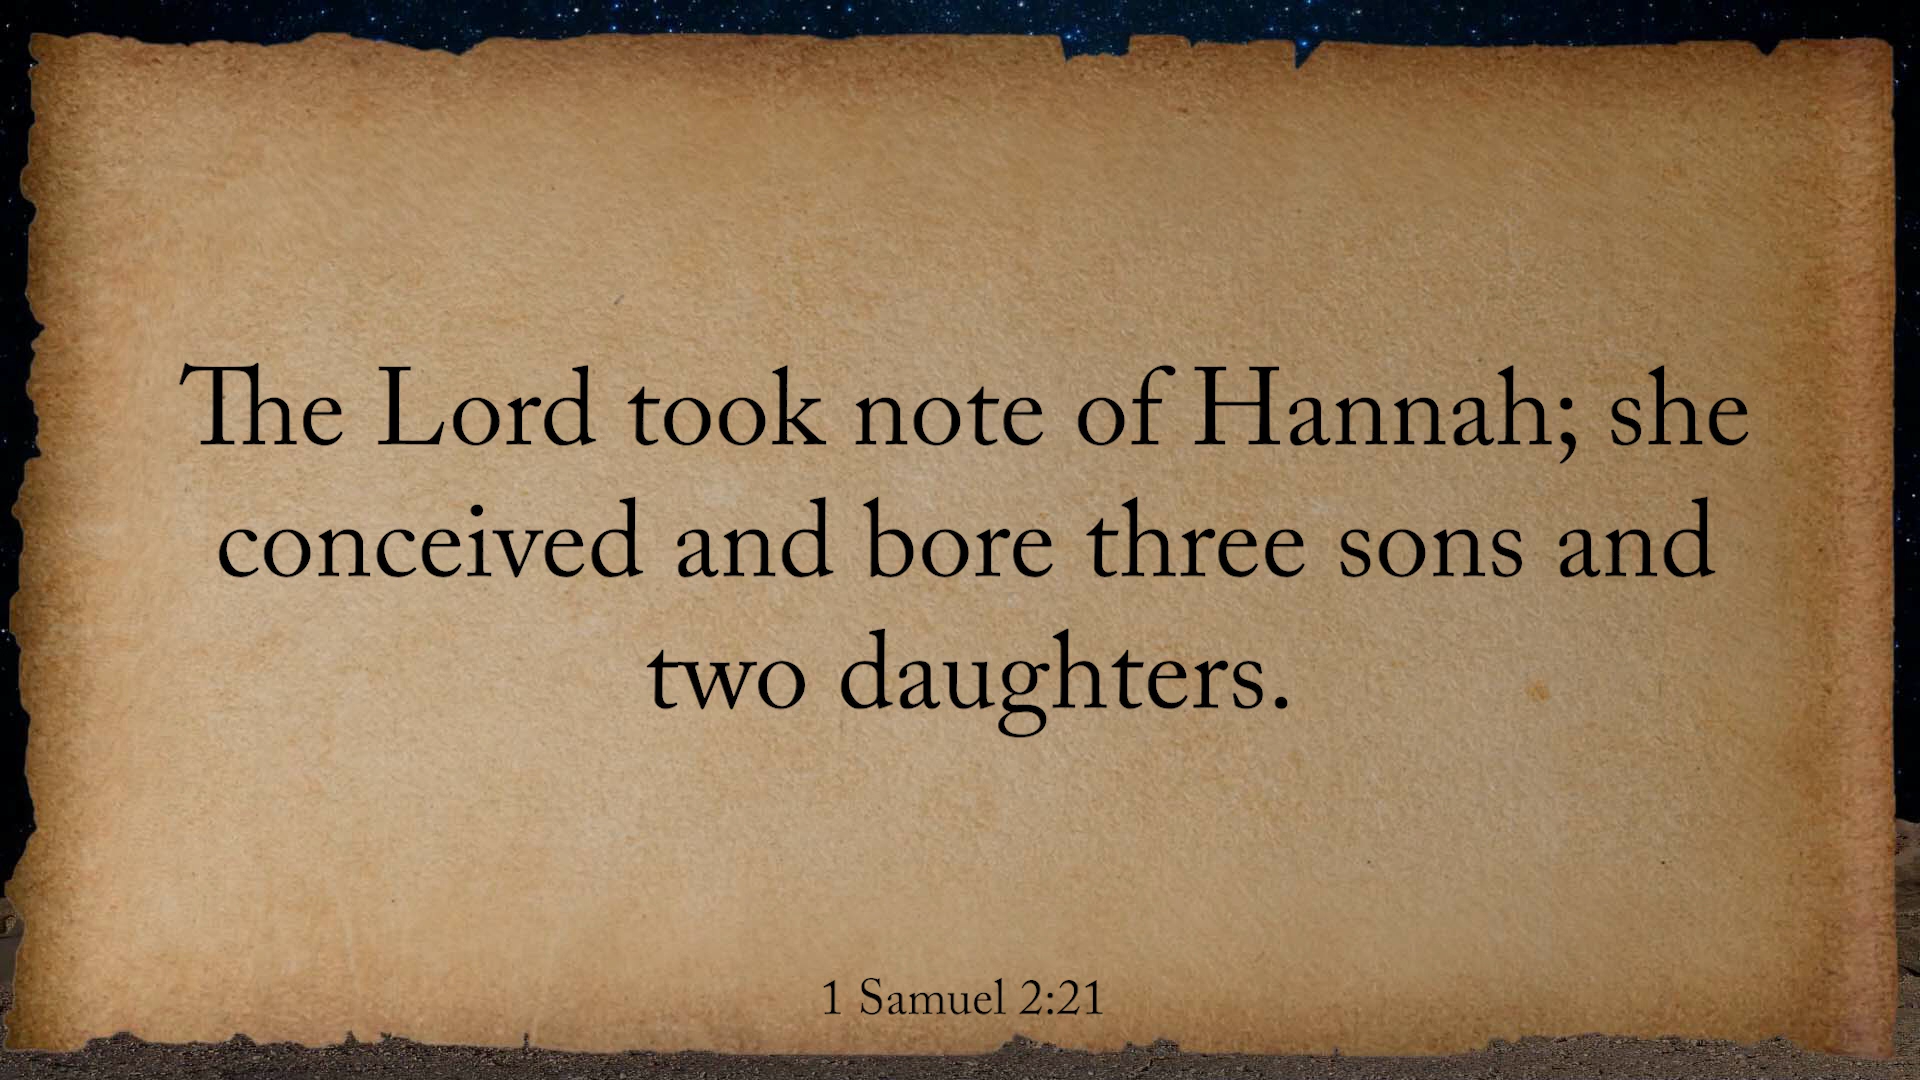 The Lord took note of Hannah; she
conceived and bore three sons and
two daughters.
1 Samuel 2:21